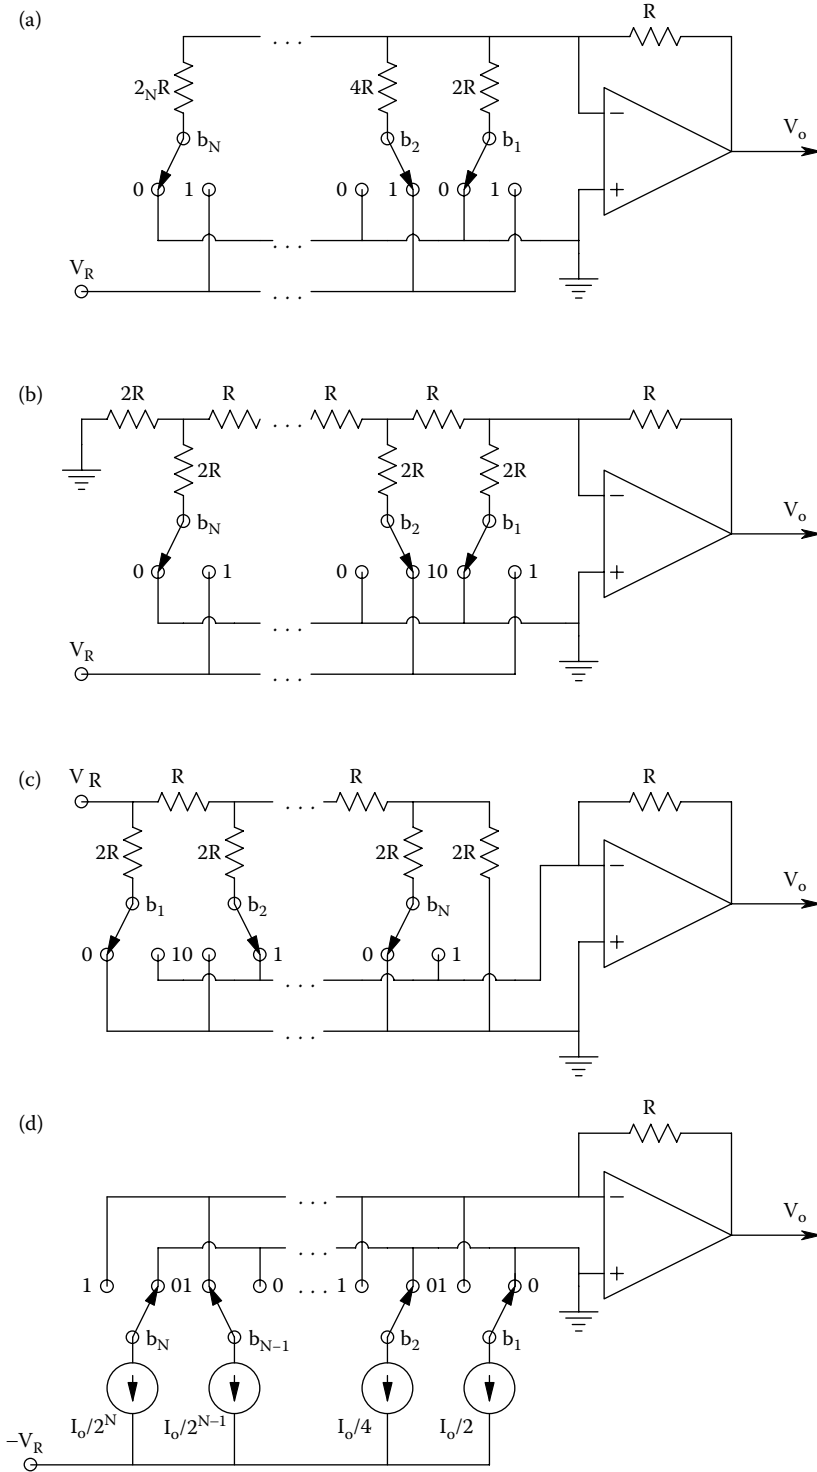 (a)
R
. . .
2NR 4R 2R
bN b2 b1
0 1 0 1 0 1
− Vo
+
. . .
VR
. . .
(b)
2R R R R R
. . .
2R 2R 2R
bN b2 b1
0 1 0 10 1
− Vo
+
. . .
VR
. . .
(c)
VR R R R
. . .
2R 2R 2R 2R
b1 b2 bN
0 10 1 0 1
− Vo
+
. . .
. . .
(d)
R
. . .
. . .
− Vo
+
1 01 0 . . . 1 01 0
bN bN−1 b2 b1
Io/2N Io/2N−1 Io/4 Io/2
−VR